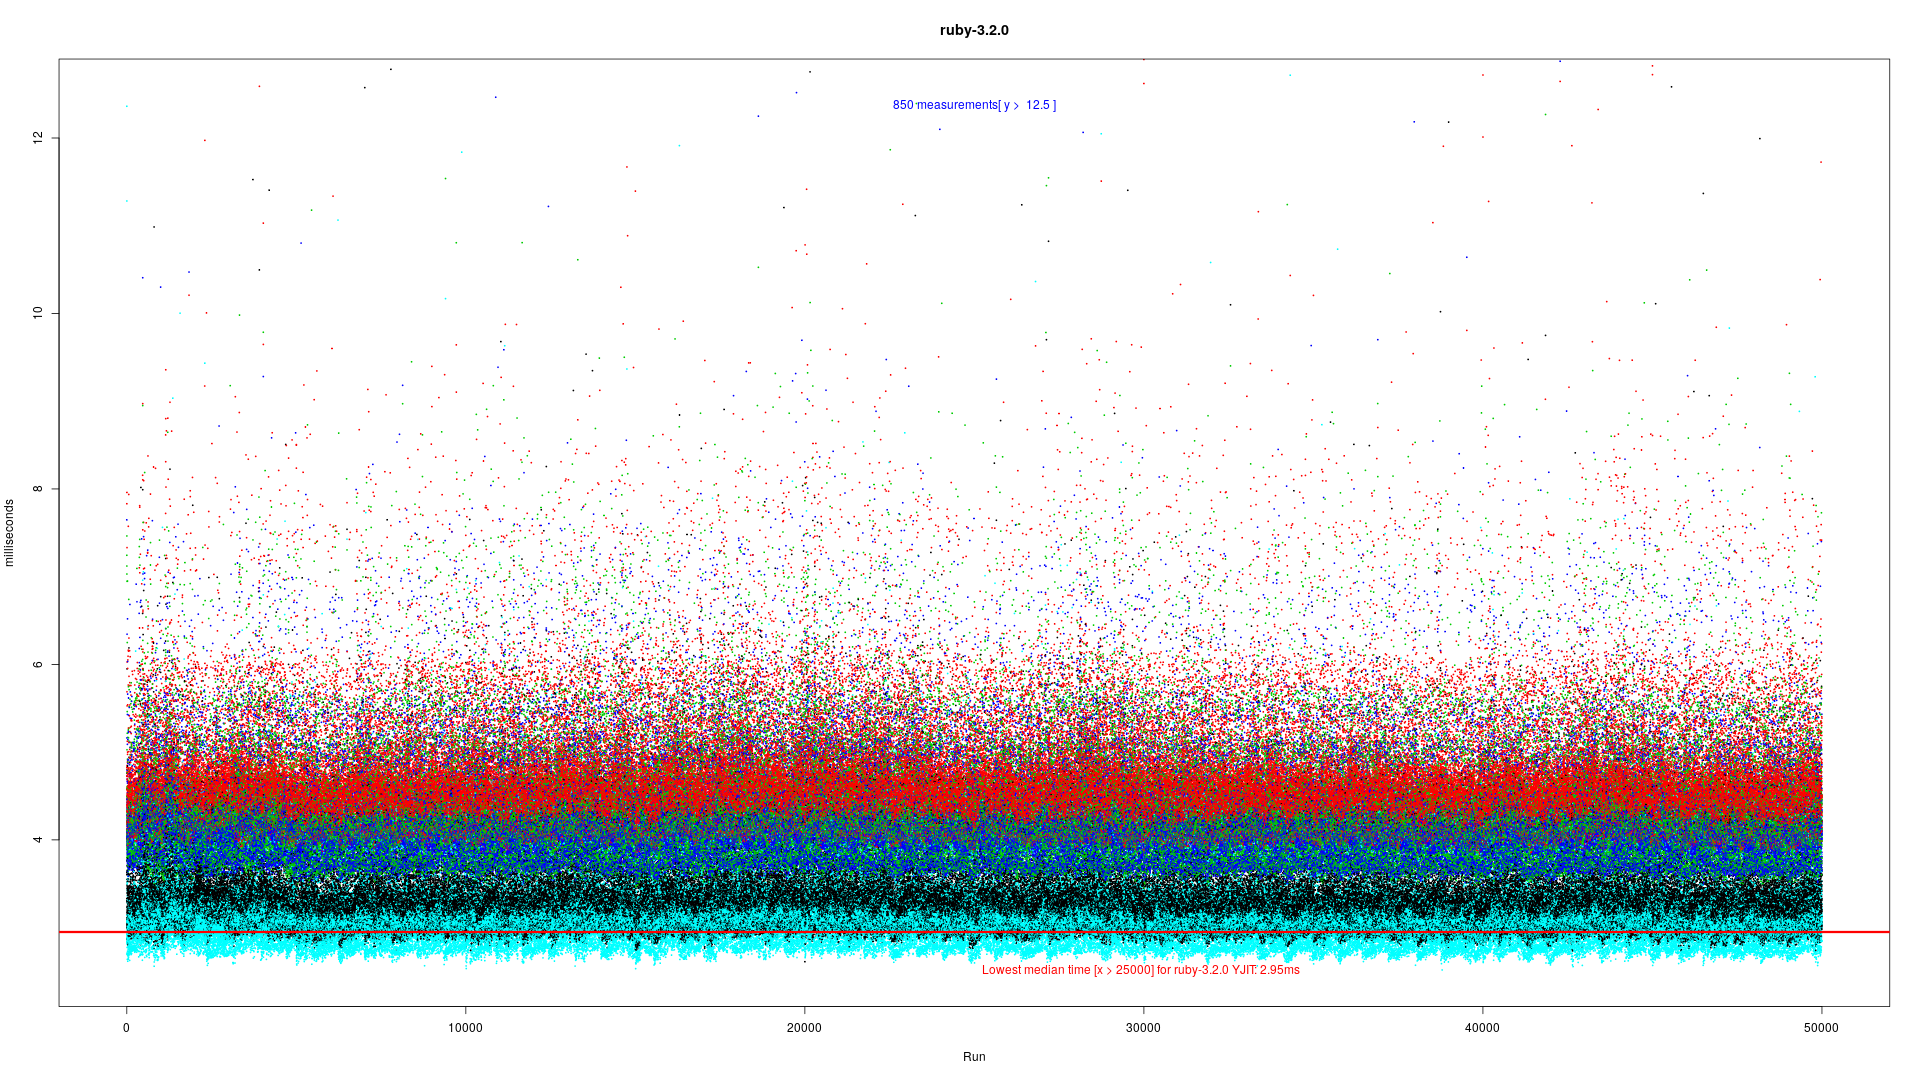 ruby-3.2.0
850 measurements[ y > 12.5 ]
12
10
8
6
4
milliseconds
Lowest median time [x > 25000] for ruby-3.2.0 YJIT: 2.95ms
0 10000 20000 30000 40000 50000
Run